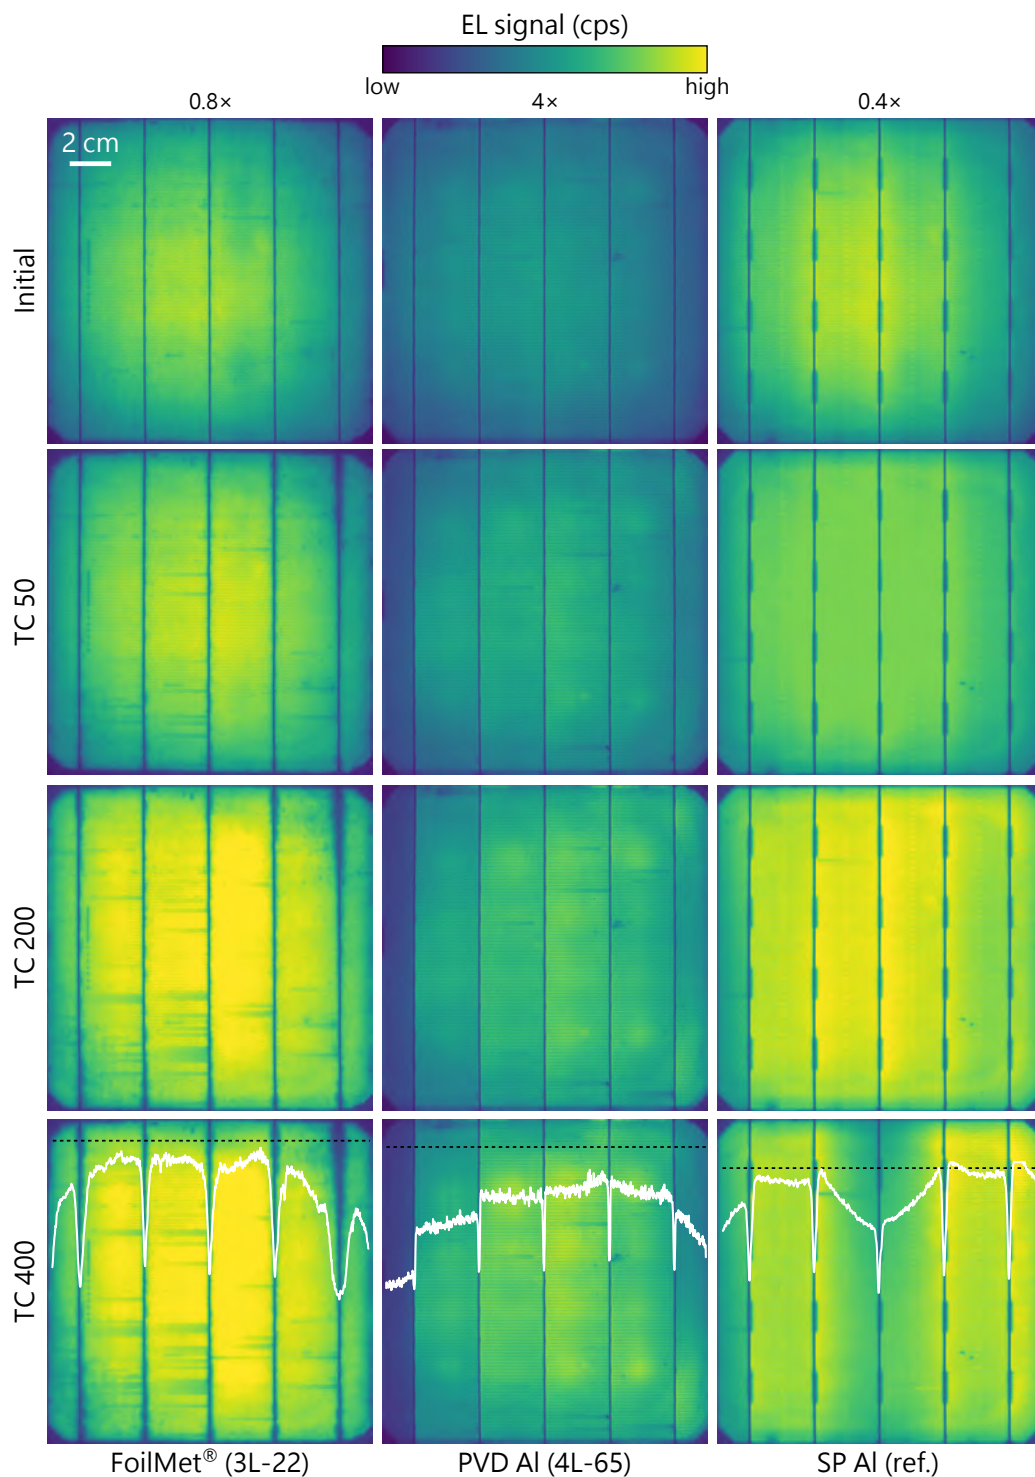 EL signal (cps)
low high
0.8× 4× 0.4×
2 cm
Initial
TC 50
TC 200
TC 400
FoilMet® (3L-22) PVD Al (4L-65) SP Al (ref.)